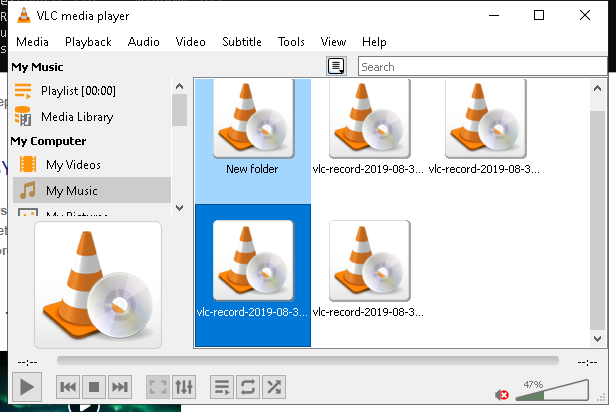 VLC media player
Media Playback Audio Video Subtitle Tools View Help
My Music
Search
Playlist [00:00]
Media Library
My Computer
My Videos
My Music
New folder
vlc-record-2019-08-3...
vlc-record-2019-08-3...
vlc-record-2019-08-3...
vlc-record-2019-08-3...
--:--
--:--
47%